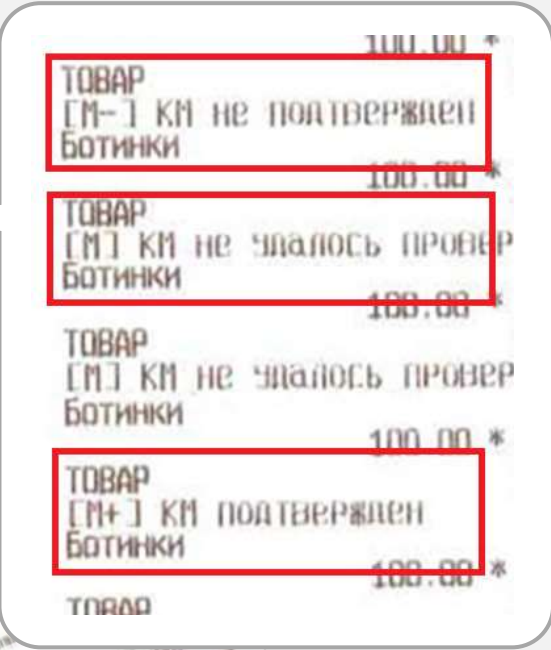 100.00 *
ТОВАР
[М-] КМ не подтвержден
Ботинки
100.00 *
ТОВАР
[М] КМ не удалось провер
Ботинки
100.00 *
ТОВАР
[М] КМ не удалось провер
Ботинки
100.00 *
ТОВАР
[М+] КМ подтвержден
Ботинки
100.00 *
ТОВАР